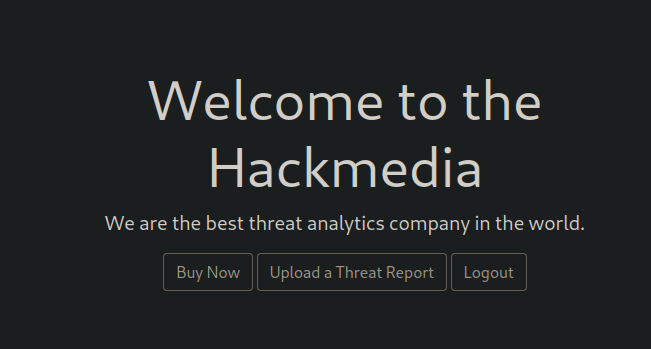 Welcome to the
Hackmedia
We are the best threat analytics company in the world.
Buy Now Upload a Threat Report Logout